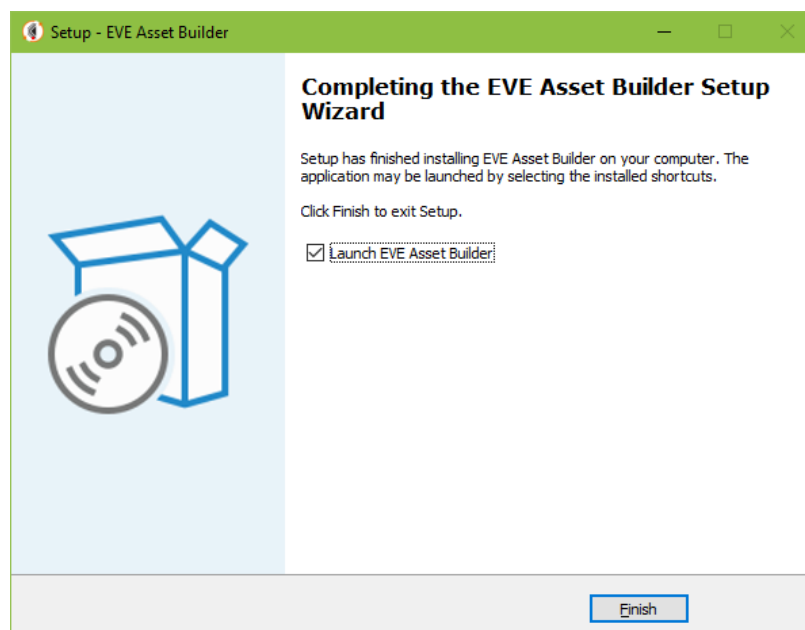 Setup - EVE Asset Builder
Completing the EVE Asset Builder Setup
Wizard
Setup has finished installing EVE Asset Builder on your computer. The
application may be launched by selecting the installed shortcuts.
Click Finish to exit Setup.
Launch EVE Asset Builder
Finish